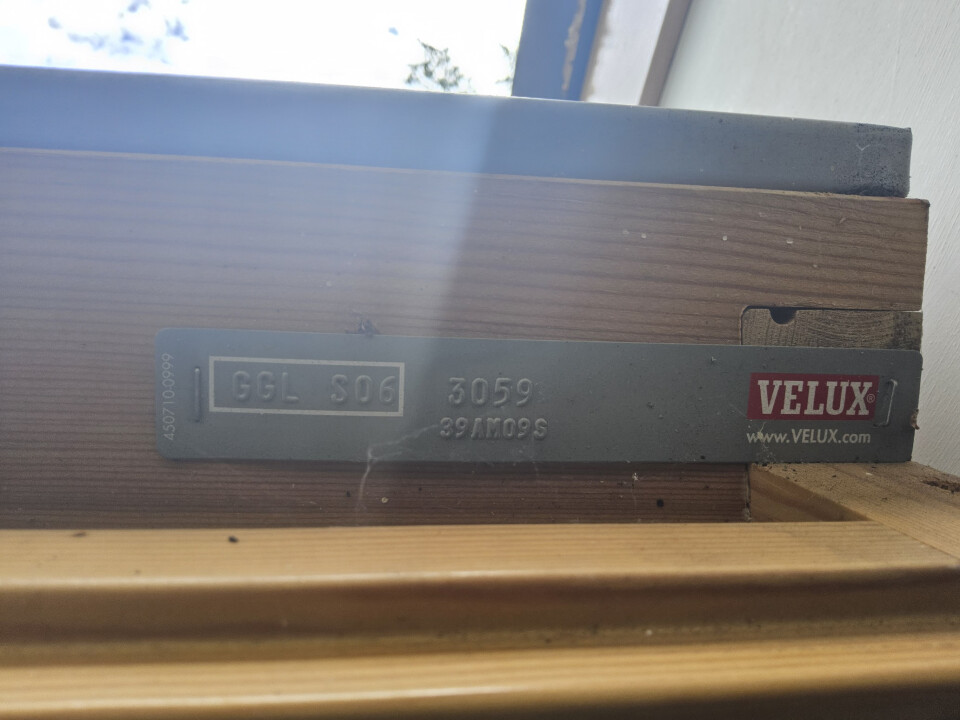 450710-0999
GGL S06 3059
39AM09S
VELUX®
www.VELUX.com